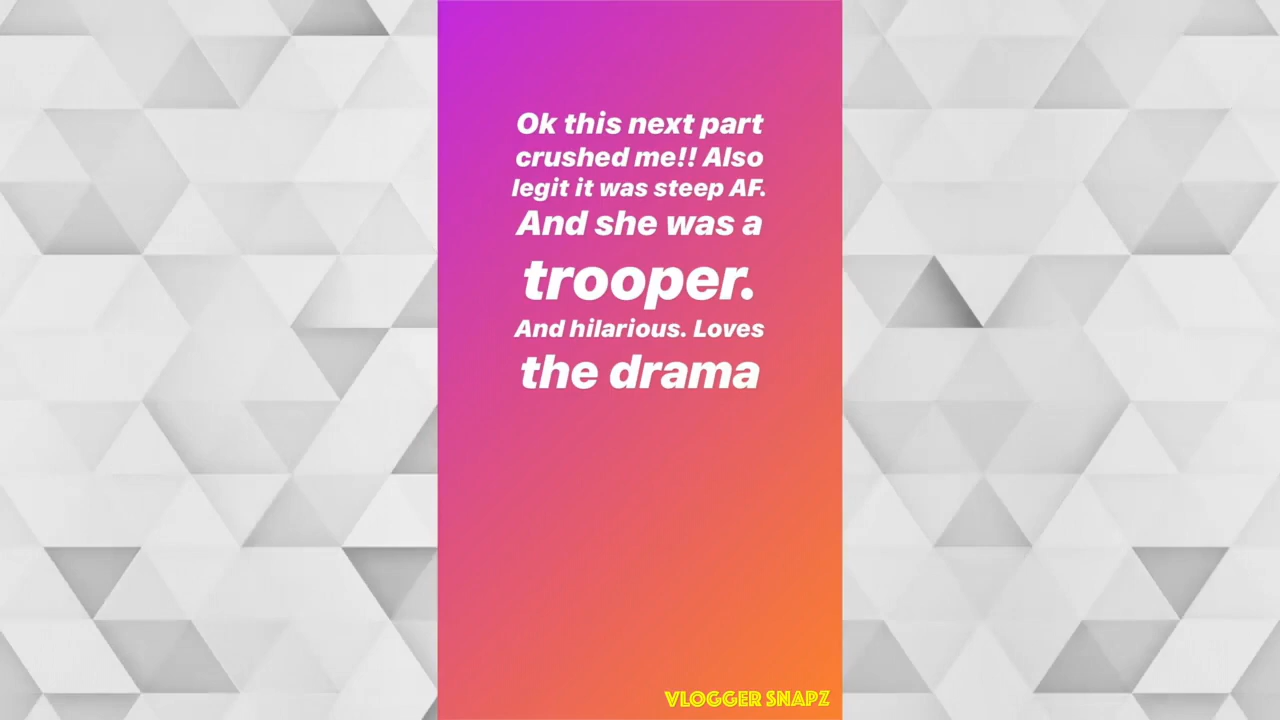 Ok this next part
crushed me!! Also
legit it was steep AF.
And she was a
trooper.
And hilarious. Loves
the drama
VLOGGER SNAPZ